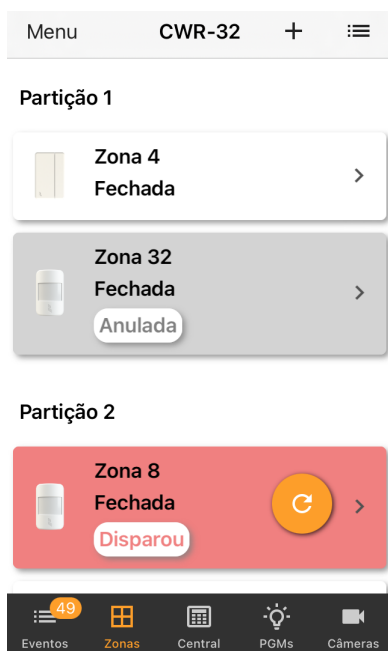 Menu CWR-32
Partição 1
Zona 4
Fechada
Zona 32
Fechada
Anulada
Partição 2
Zona 8
Fechada
Disparou
49
Eventos Zonas Central PGMs Câmeras